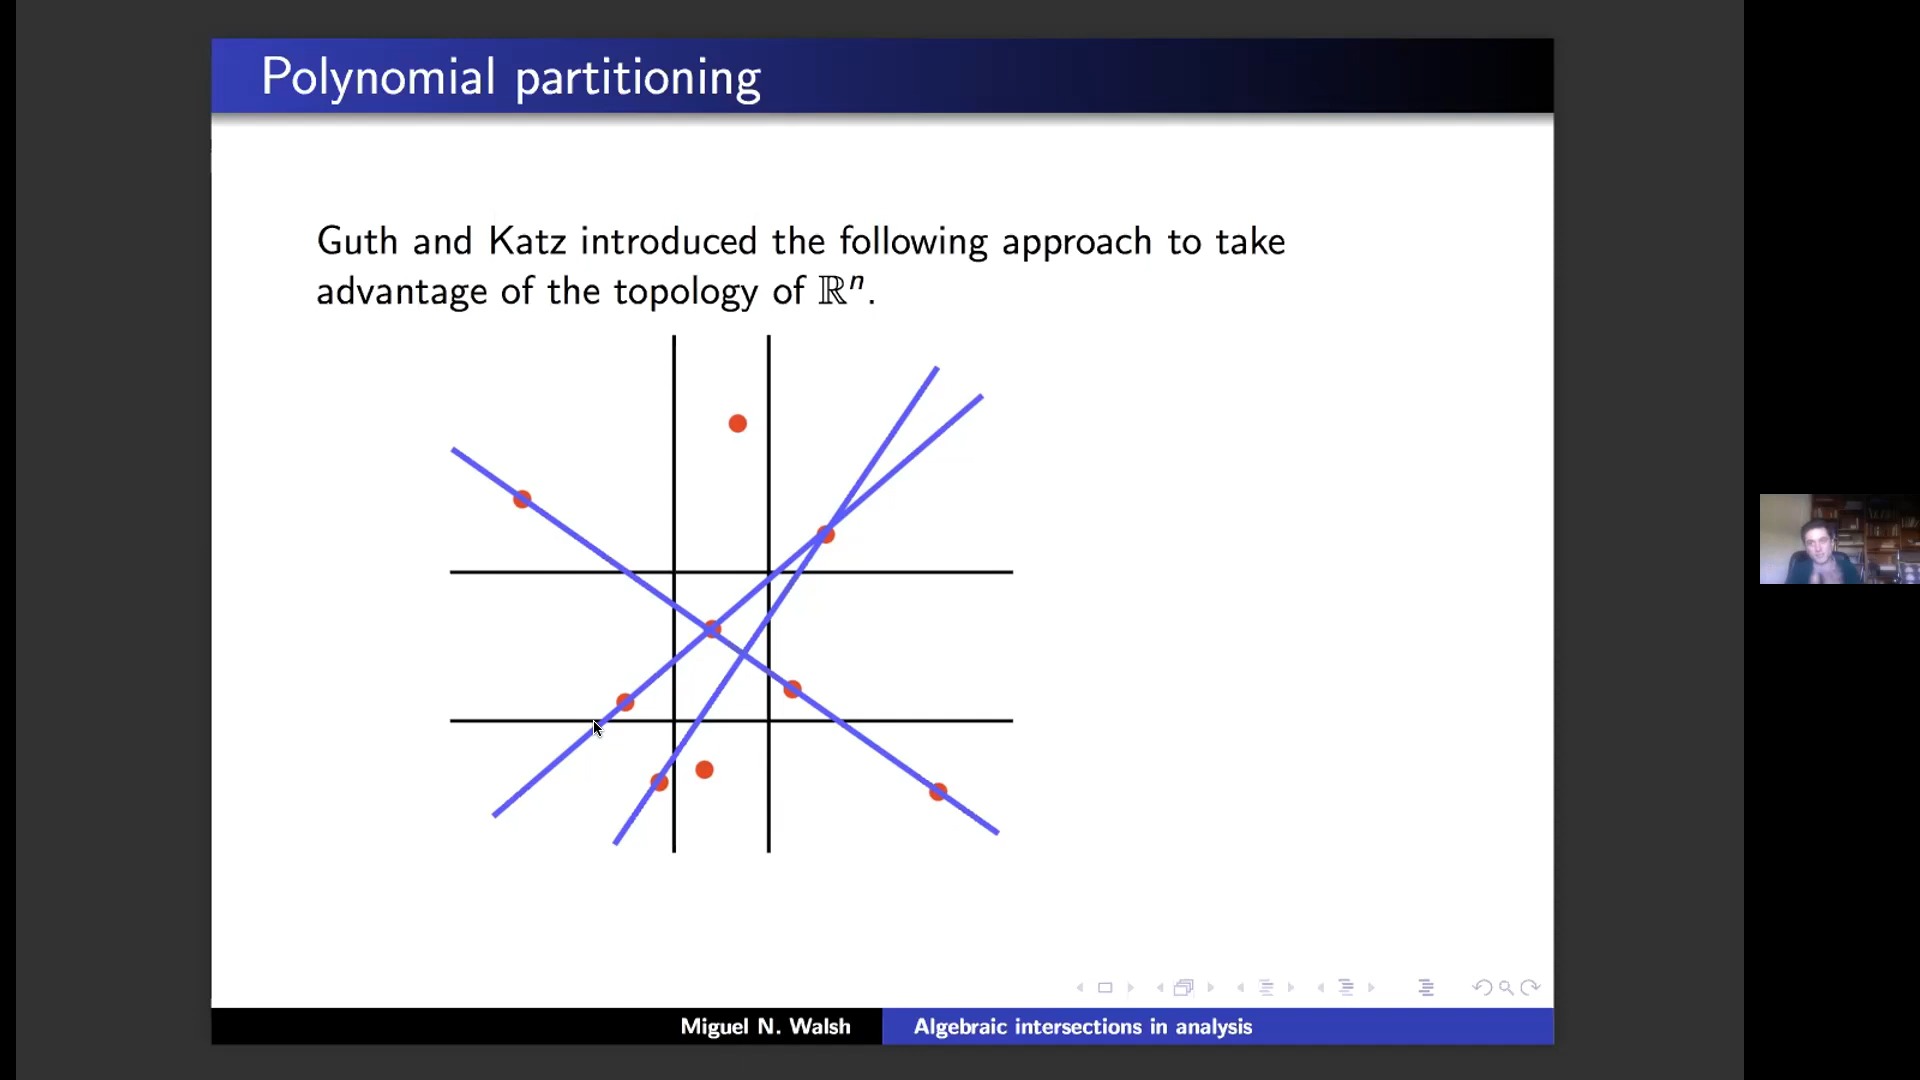 Polynomial partitioning
Guth and Katz introduced the following approach to take
advantage of the topology of ℝⁿ.
Miguel N. Walsh
Algebraic intersections in analysis